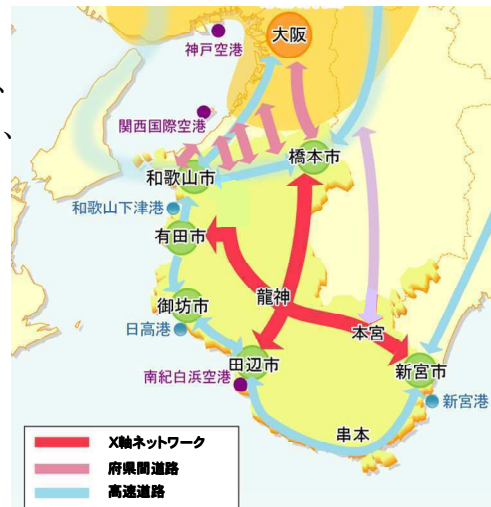 大阪
神戸空港
、
、
関西国際空港
橋本市
和歌山市
和歌山下津港
有田市
龍神
御坊市
本宮
日高港
田辺市
新宮市
南紀白浜空港
新宮港
串本
X軸ネットワーク
府県間道路
高速道路